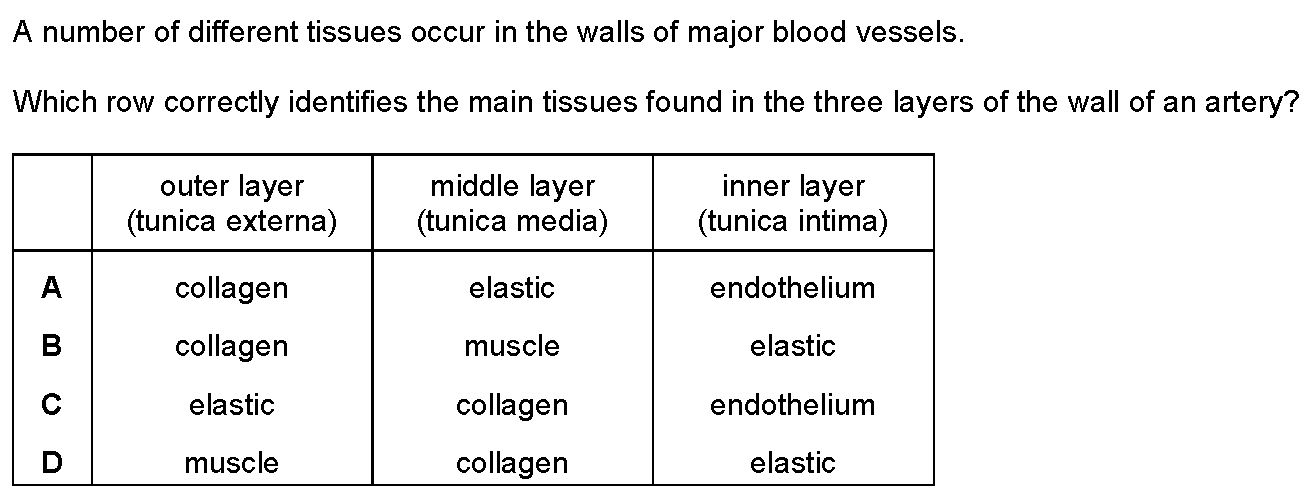 A number of different tissues occur in the walls of major blood vessels.
Which row correctly identifies the main tissues found in the three layers of the wall of an artery?
outer layer (tunica externa) middle layer (tunica media) inner layer (tunica intima)
A collagen elastic endothelium
B collagen muscle elastic
C elastic collagen endothelium
D muscle collagen elastic